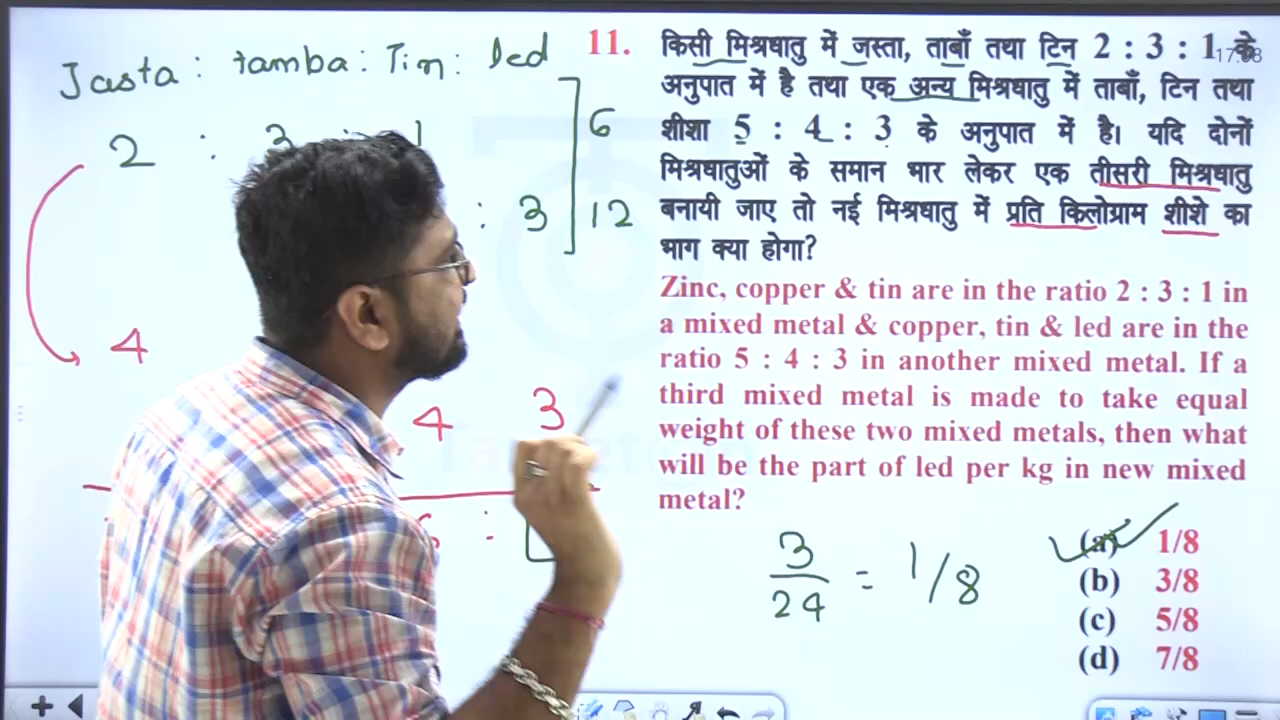 Jasta : tamba : Tin : led
2 : 3 : 1 ] 6
: 3 ] 12
4
4 3
6 :
11. किसी मिश्रधातु में जस्ता, ताबाँ तथा टिन 2 : 3 : 1 के
अनुपात में है तथा एक अन्य मिश्रधातु में ताबाँ, टिन तथा
शीशा 5 : 4 : 3 के अनुपात में है। यदि दोनों
मिश्रधातुओं के समान भार लेकर एक तीसरी मिश्रधातु
बनायी जाए तो नई मिश्रधातु में प्रति किलोग्राम शीशे का
भाग क्या होगा?
Zinc, copper & tin are in the ratio 2 : 3 : 1 in
a mixed metal & copper, tin & led are in the
ratio 5 : 4 : 3 in another mixed metal. If a
third mixed metal is made to take equal
weight of these two mixed metals, then what
will be the part of led per kg in new mixed
metal?
3/24 = 1/8
(a) 1/8
(b) 3/8
(c) 5/8
(d) 7/8